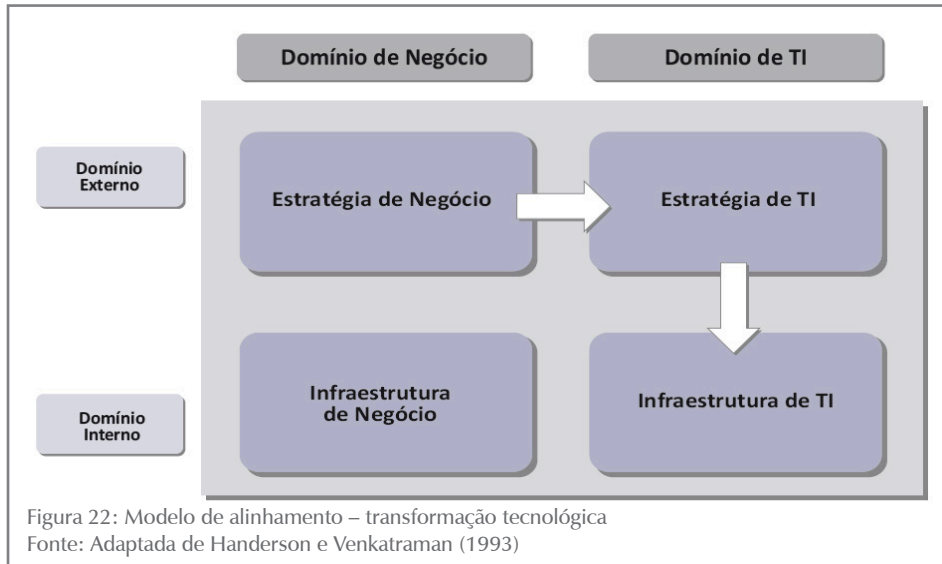 Domínio de Negócio
Domínio de TI
Domínio
Externo
Estratégia de Negócio
Estratégia de TI
Domínio
Interno
Infraestrutura
de Negócio
Infraestrutura de TI
Figura 22: Modelo de alinhamento – transformação tecnológica
Fonte: Adaptada de Handerson e Venkatraman (1993)